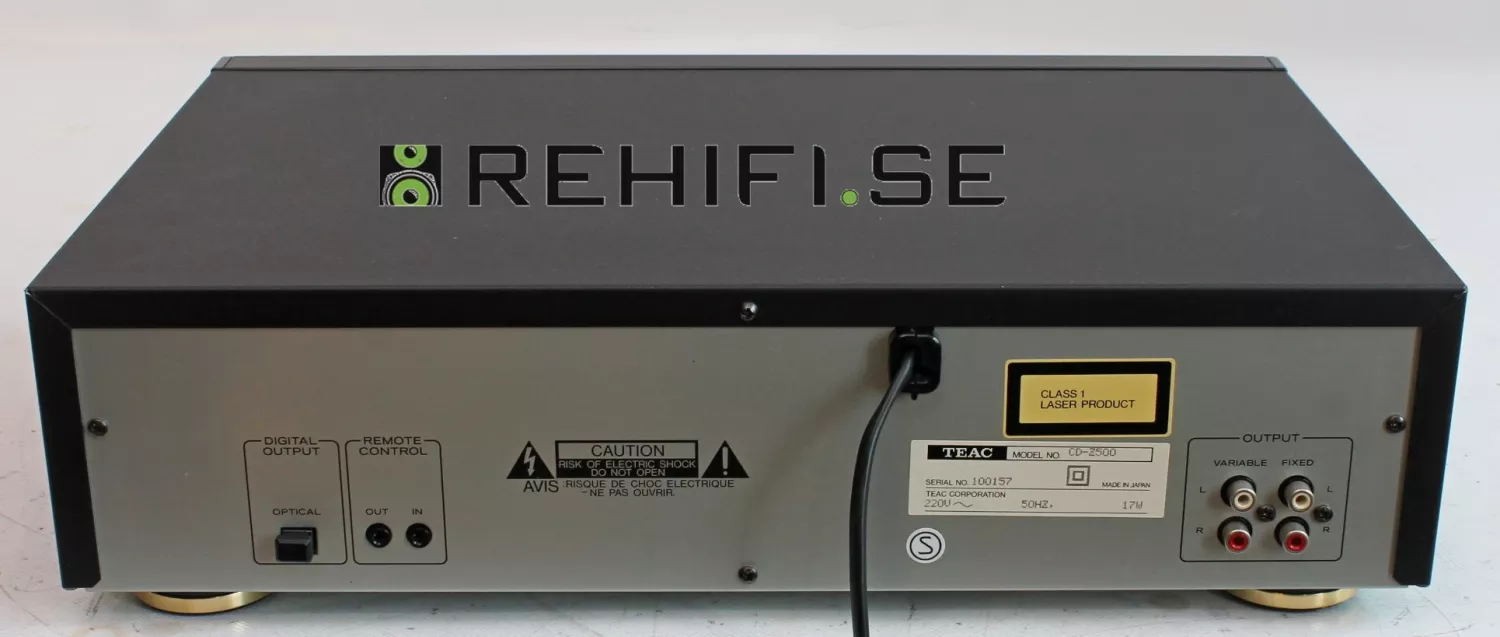 REHIFI.SE
CLASS 1
LASER PRODUCT
DIGITAL
OUTPUT
OPTICAL
REMOTE
CONTROL
OUT IN
CAUTION
RISK OF ELECTRIC SHOCK
DO NOT OPEN
AVIS : RISQUE DE CHOC ELECTRIQUE
- NE PAS OUVRIR.
TEAC MODEL NO. CD-Z500
SERIAL NO. 100157 MADE IN JAPAN
TEAC CORPORATION
220V~ 50HZ, 17W
S
OUTPUT
VARIABLE FIXED
L L
R R